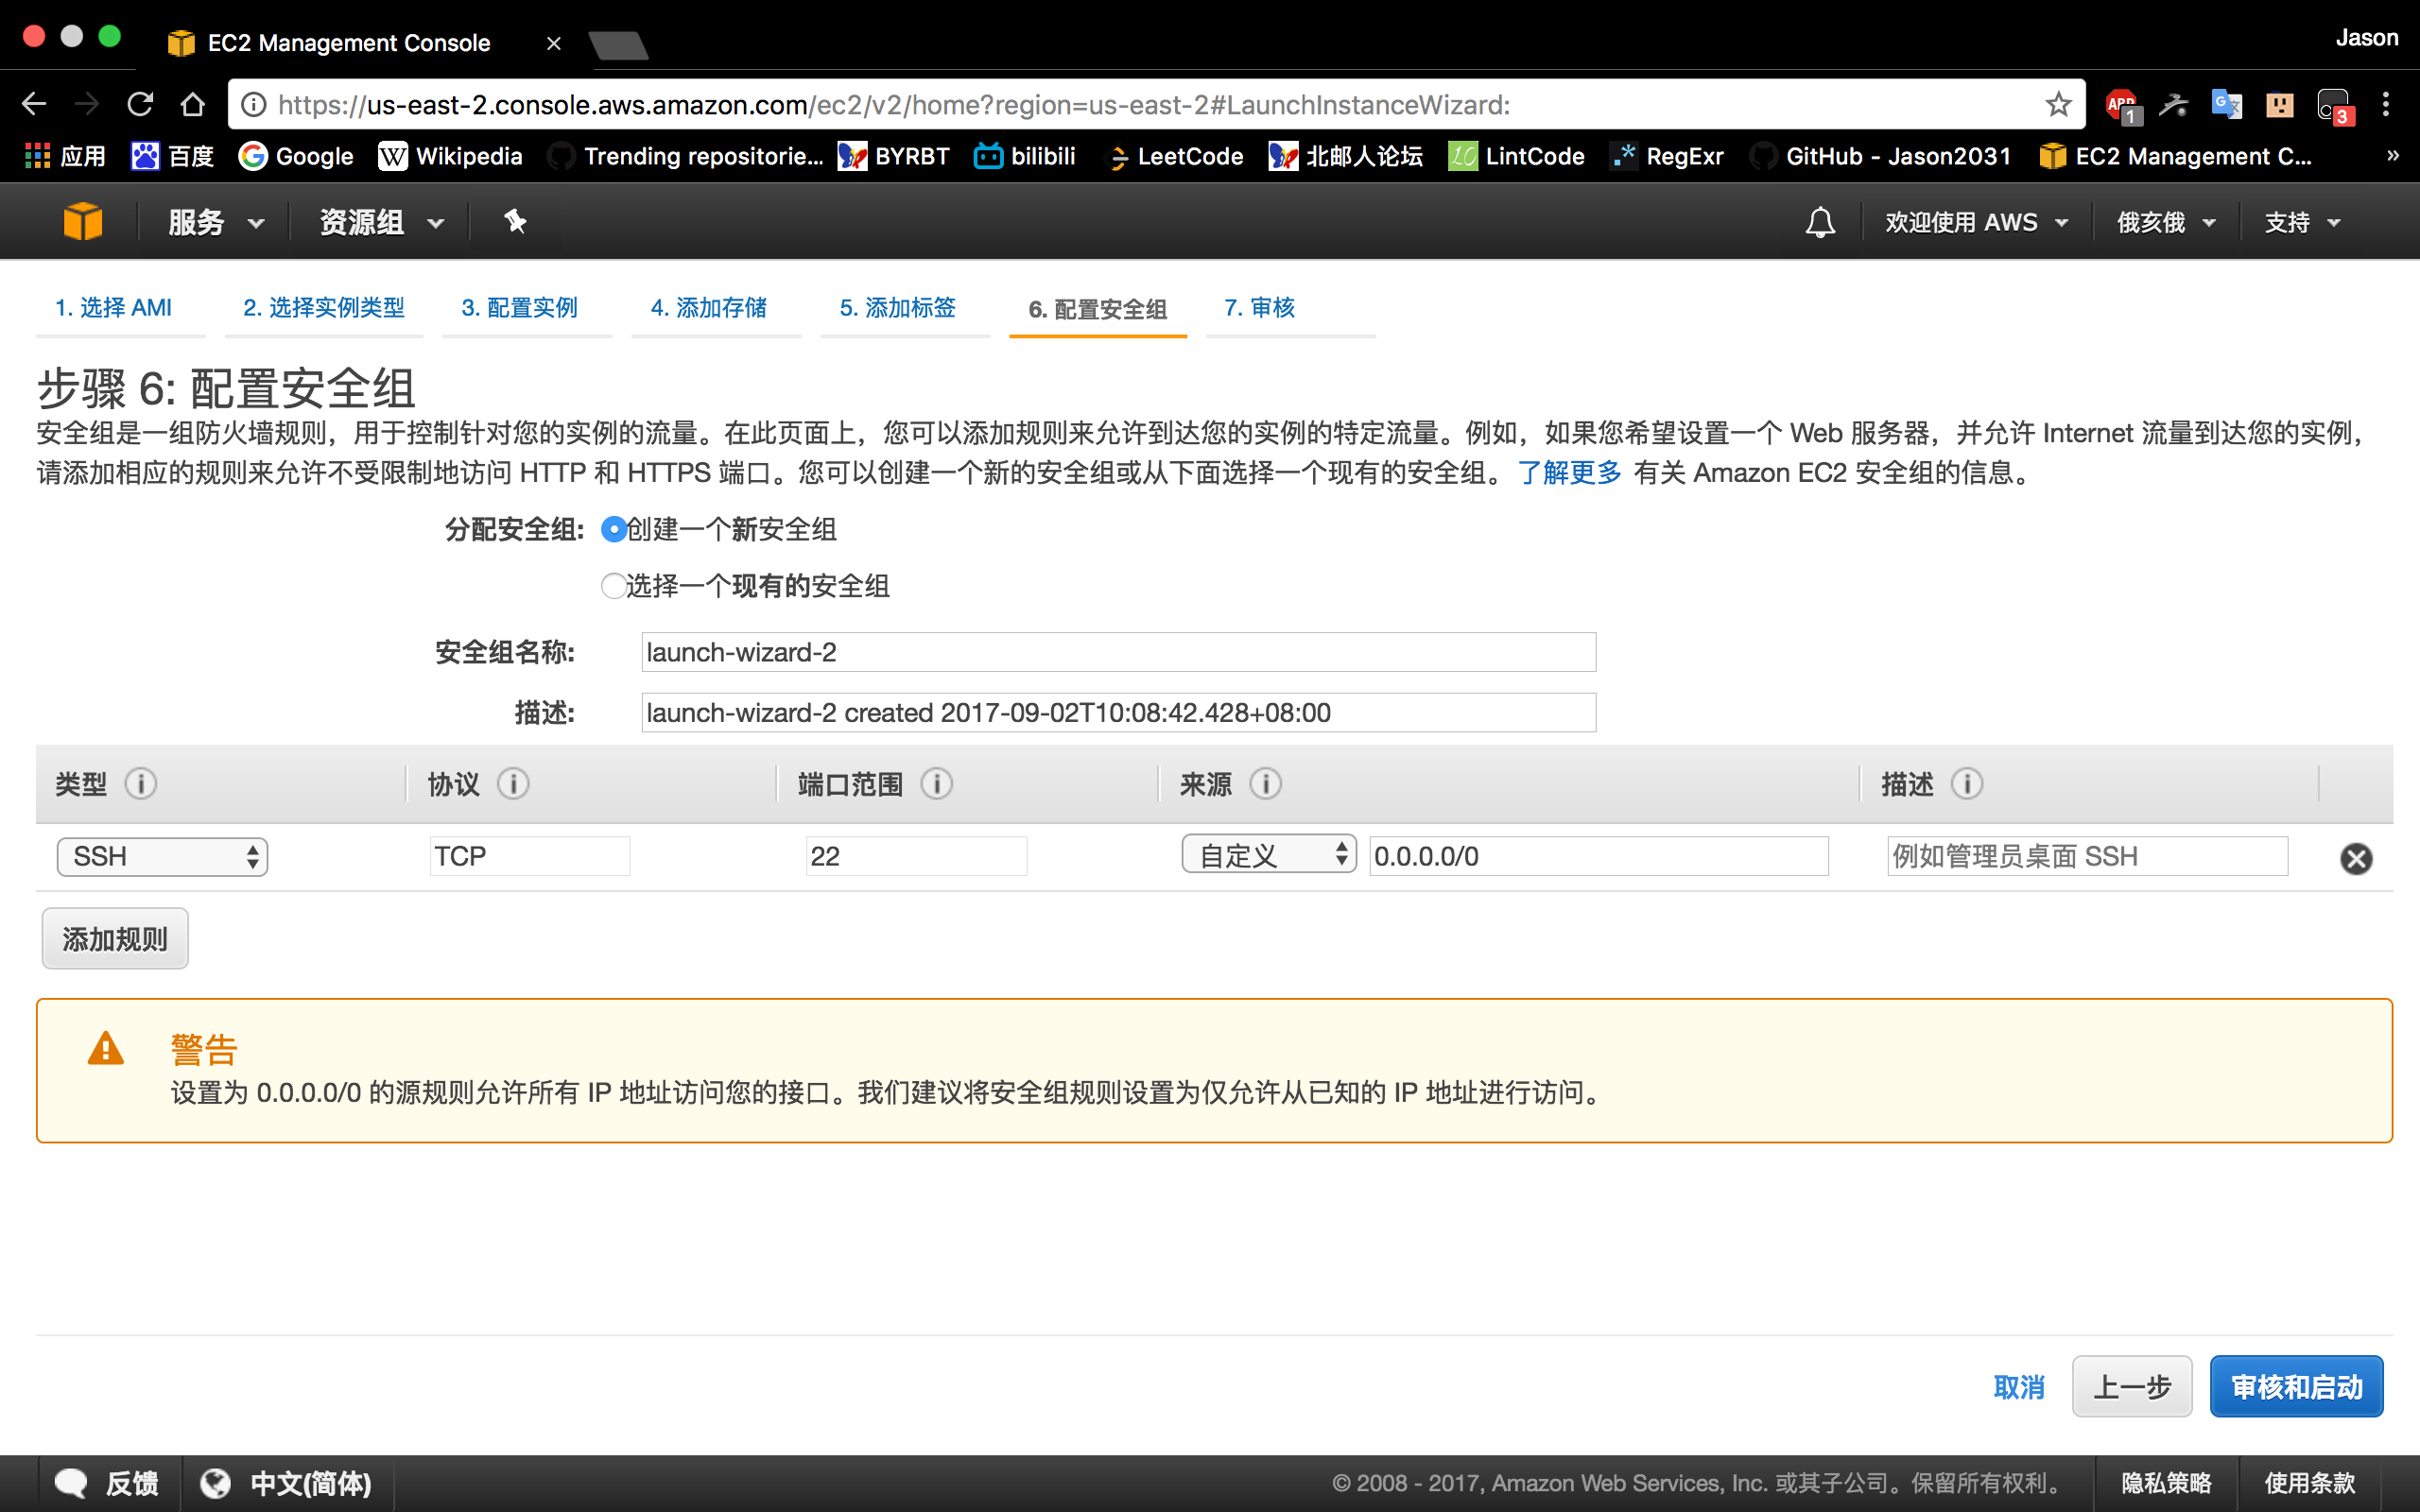 EC2 Management Console
Jason
https://us-east-2.console.aws.amazon.com/ec2/v2/home?region=us-east-2#LaunchInstanceWizard:
ABP 1 3
应用 百度 Google Wikipedia Trending repositorie... BYRBT bilibili LeetCode 北邮人论坛 LintCode RegExr GitHub - Jason2031 EC2 Management C... »
服务 资源组 欢迎使用 AWS 俄亥俄 支持
1. 选择 AMI 2. 选择实例类型 3. 配置实例 4. 添加存储 5. 添加标签 6. 配置安全组 7. 审核
步骤 6: 配置安全组
安全组是一组防火墙规则，用于控制针对您的实例的流量。在此页面上，您可以添加规则来允许到达您的实例的特定流量。例如，如果您希望设置一个 Web 服务器，并允许 Internet 流量到达您的实例，
请添加相应的规则来允许不受限制地访问 HTTP 和 HTTPS 端口。您可以创建一个新的安全组或从下面选择一个现有的安全组。 了解更多 有关 Amazon EC2 安全组的信息。
分配安全组: 创建一个新安全组
选择一个现有的安全组
安全组名称: launch-wizard-2
描述: launch-wizard-2 created 2017-09-02T10:08:42.428+08:00
类型 协议 端口范围 来源 描述
SSH TCP 22 自定义 0.0.0.0/0 例如管理员桌面 SSH
添加规则
警告
设置为 0.0.0.0/0 的源规则允许所有 IP 地址访问您的接口。我们建议将安全组规则设置为仅允许从已知的 IP 地址进行访问。
取消 上一步 审核和启动
反馈 中文(简体) © 2008 - 2017, Amazon Web Services, Inc. 或其子公司。保留所有权利。 隐私策略 使用条款